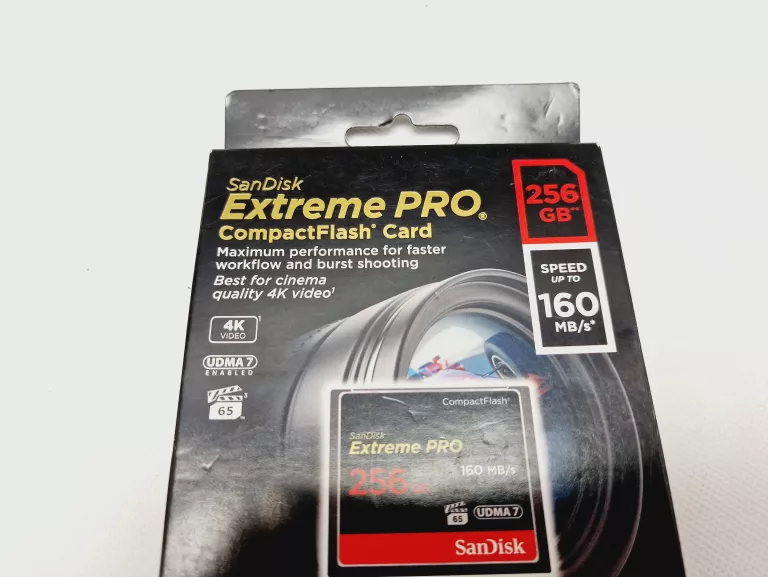 SanDisk
Extreme PRO®
CompactFlash® Card
Maximum performance for faster
workflow and burst shooting
Best for cinema
quality 4K video¹
4K¹
VIDEO
UDMA 7
ENABLED
65
256
GB**
SPEED
UP TO
160
MB/s*
CompactFlash®
SanDisk
Extreme PRO
160 MB/s
256
65
UDMA 7
SanDisk